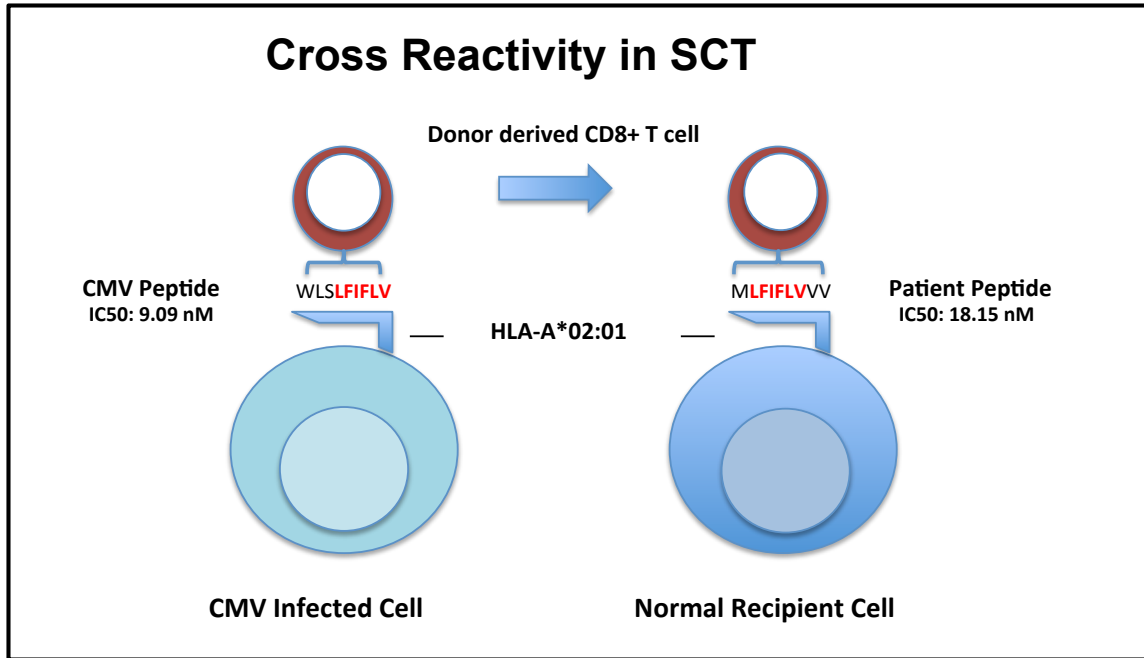 Cross Reactivity in SCT
Donor derived CD8+ T cell
CMV Peptide
IC50: 9.09 nM
WLSLFIFLV
MLFIFLVVV
Patient Peptide
IC50: 18.15 nM
HLA-A*02:01
CMV Infected Cell
Normal Recipient Cell